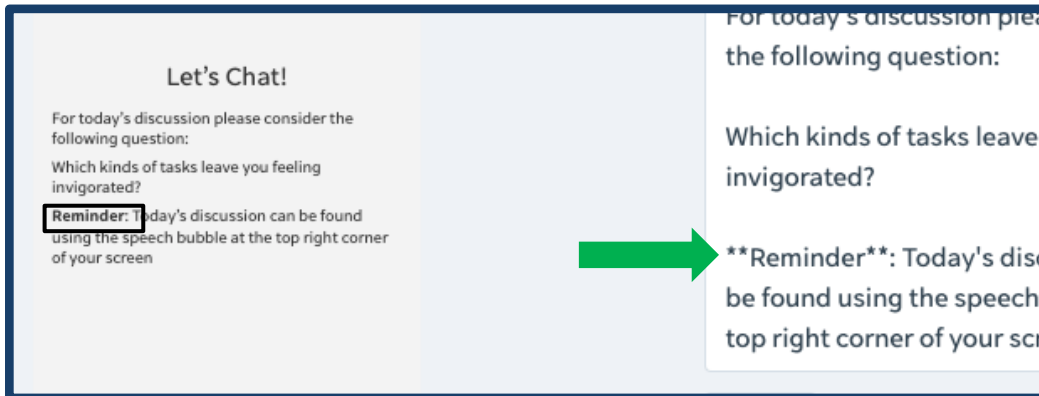 Let's Chat!
For today's discussion please consider the
following question:
Which kinds of tasks leave you feeling
invigorated?
Reminder: Today's discussion can be found
using the speech bubble at the top right corner
of your screen
For today's discussion
the following question:
Which kinds of tasks leave
invigorated?
**Reminder**: Today's
be found using the speech
top right corner of your